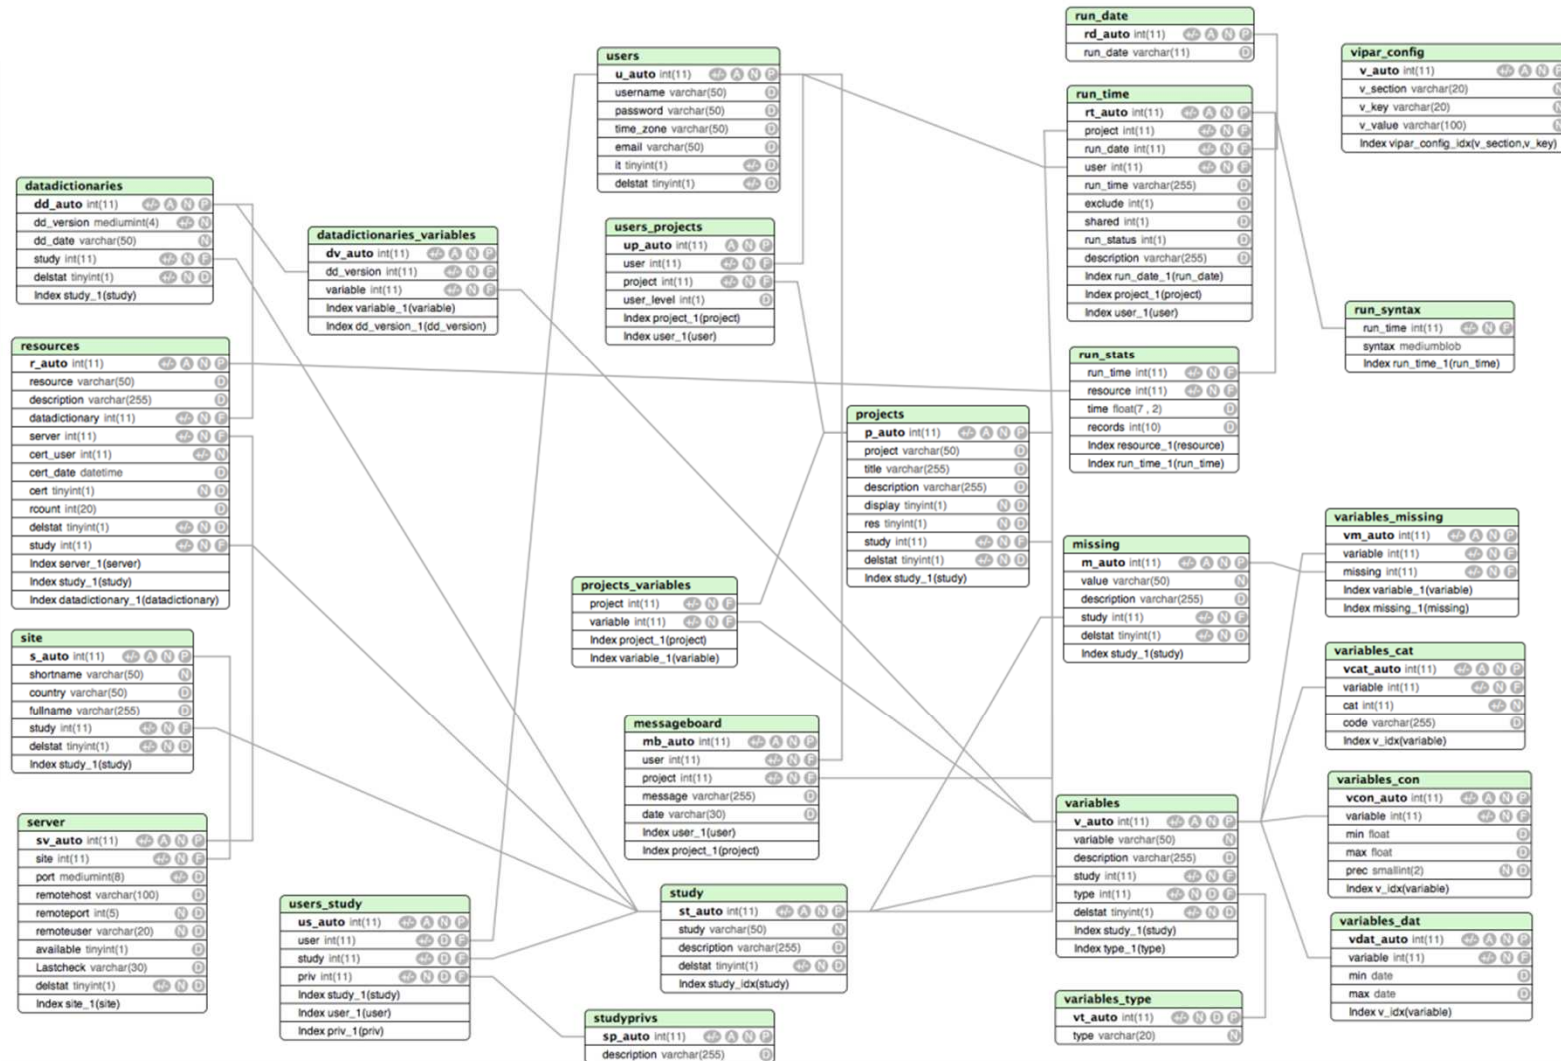 run_date
rd_auto int(11) +/- A N P
run_date varchar(11) D
vipar_config
v_auto int(11) +/- A N P
v_section varchar(20) N
v_key varchar(20) N
v_value varchar(100) N
Index vipar_config_idx(v_section,v_key)
users
u_auto int(11) +/- A N P
username varchar(50) D
password varchar(50) D
time_zone varchar(50) D
email varchar(50) D
it tinyint(1) +/- D
delstat tinyint(1) +/- D
run_time
rt_auto int(11) +/- A N P
project int(11) +/- N F
run_date int(11) +/- N F
user int(11) +/- N F
run_time varchar(255) D
exclude int(1) D
shared int(1) D
run_status int(1) D
description varchar(255) D
Index run_date_1(run_date)
Index project_1(project)
Index user_1(user)
datadictionaries
dd_auto int(11) +/- A N P
dd_version mediumint(4) +/- N
dd_date varchar(50) N
study int(11) +/- N F
delstat tinyint(1) +/- N D
Index study_1(study)
datadictionaries_variables
dv_auto int(11) +/- A N P
dd_version int(11) +/- N F
variable int(11) +/- N F
Index variable_1(variable)
Index dd_version_1(dd_version)
users_projects
up_auto int(11) A N P
user int(11) +/- N F
project int(11) +/- N F
user_level int(1) D
Index project_1(project)
Index user_1(user)
run_syntax
run_time int(11) +/- N F
syntax mediumblob
Index run_time_1(run_time)
resources
r_auto int(11) +/- A N P
resource varchar(50) D
description varchar(255) D
datadictionary int(11) +/- N F
server int(11) +/- N F
cert_user int(11) +/- N
cert_date datetime D
cert tinyint(1) N D
rcount int(20) D
delstat tinyint(1) +/- N D
study int(11) +/- N F
Index server_1(server)
Index study_1(study)
Index datadictionary_1(datadictionary)
run_stats
run_time int(11) +/- N F
resource int(11) +/- N F
time float(7 , 2) D
records int(10) D
Index resource_1(resource)
Index run_time_1(run_time)
projects
p_auto int(11) +/- A N P
project varchar(50) D
title varchar(255) D
description varchar(255) D
display tinyint(1) N D
res tinyint(1) N D
study int(11) +/- N F
delstat tinyint(1) +/- N D
Index study_1(study)
variables_missing
vm_auto int(11) +/- A N P
variable int(11) +/- N F
missing int(11) +/- N F
Index variable_1(variable)
Index missing_1(missing)
missing
m_auto int(11) +/- A N P
value varchar(50) N
description varchar(255) D
study int(11) +/- N F
delstat tinyint(1) +/- N D
Index study_1(study)
projects_variables
project int(11) +/- N F
variable int(11) +/- N F
Index project_1(project)
Index variable_1(variable)
site
s_auto int(11) +/- A N P
shortname varchar(50) N
country varchar(50) D
fullname varchar(255) D
study int(11) +/- N F
delstat tinyint(1) +/- N D
Index study_1(study)
variables_cat
vcat_auto int(11) +/- A N P
variable int(11) +/- N F
cat int(11) +/- N
code varchar(255) D
Index v_idx(variable)
messageboard
mb_auto int(11) +/- A N P
user int(11) +/- N F
project int(11) +/- N F
message varchar(255) D
date varchar(30) D
Index user_1(user)
Index project_1(project)
variables_con
vcon_auto int(11) +/- A N P
variable int(11) +/- N F
min float D
max float D
prec smallint(2) N D
Index v_idx(variable)
variables
v_auto int(11) +/- A N P
variable varchar(50) N
description varchar(255) D
study int(11) +/- N F
type int(11) +/- N D F
delstat tinyint(1) +/- N D
Index study_1(study)
Index type_1(type)
server
sv_auto int(11) +/- A N P
site int(11) +/- N F
port mediumint(8) +/- D
remotehost varchar(100) D
remoteport int(5) N D
remoteuser varchar(20) N D
available tinyint(1) D
Lastcheck varchar(30) D
delstat tinyint(1) +/- N D
Index site_1(site)
users_study
us_auto int(11) +/- A N P
user int(11) +/- D F
study int(11) +/- D F
priv int(11) +/- N D F
Index study_1(study)
Index user_1(user)
Index priv_1(priv)
study
st_auto int(11) +/- A N P
study varchar(50) N
description varchar(255) D
delstat tinyint(1) +/- N D
Index study_idx(study)
variables_dat
vdat_auto int(11) +/- A N P
variable int(11) +/- N F
min date D
max date D
Index v_idx(variable)
variables_type
vt_auto int(11) +/- N D P
type varchar(20) N
studyprivs
sp_auto int(11) +/- A N P
description varchar(255) D